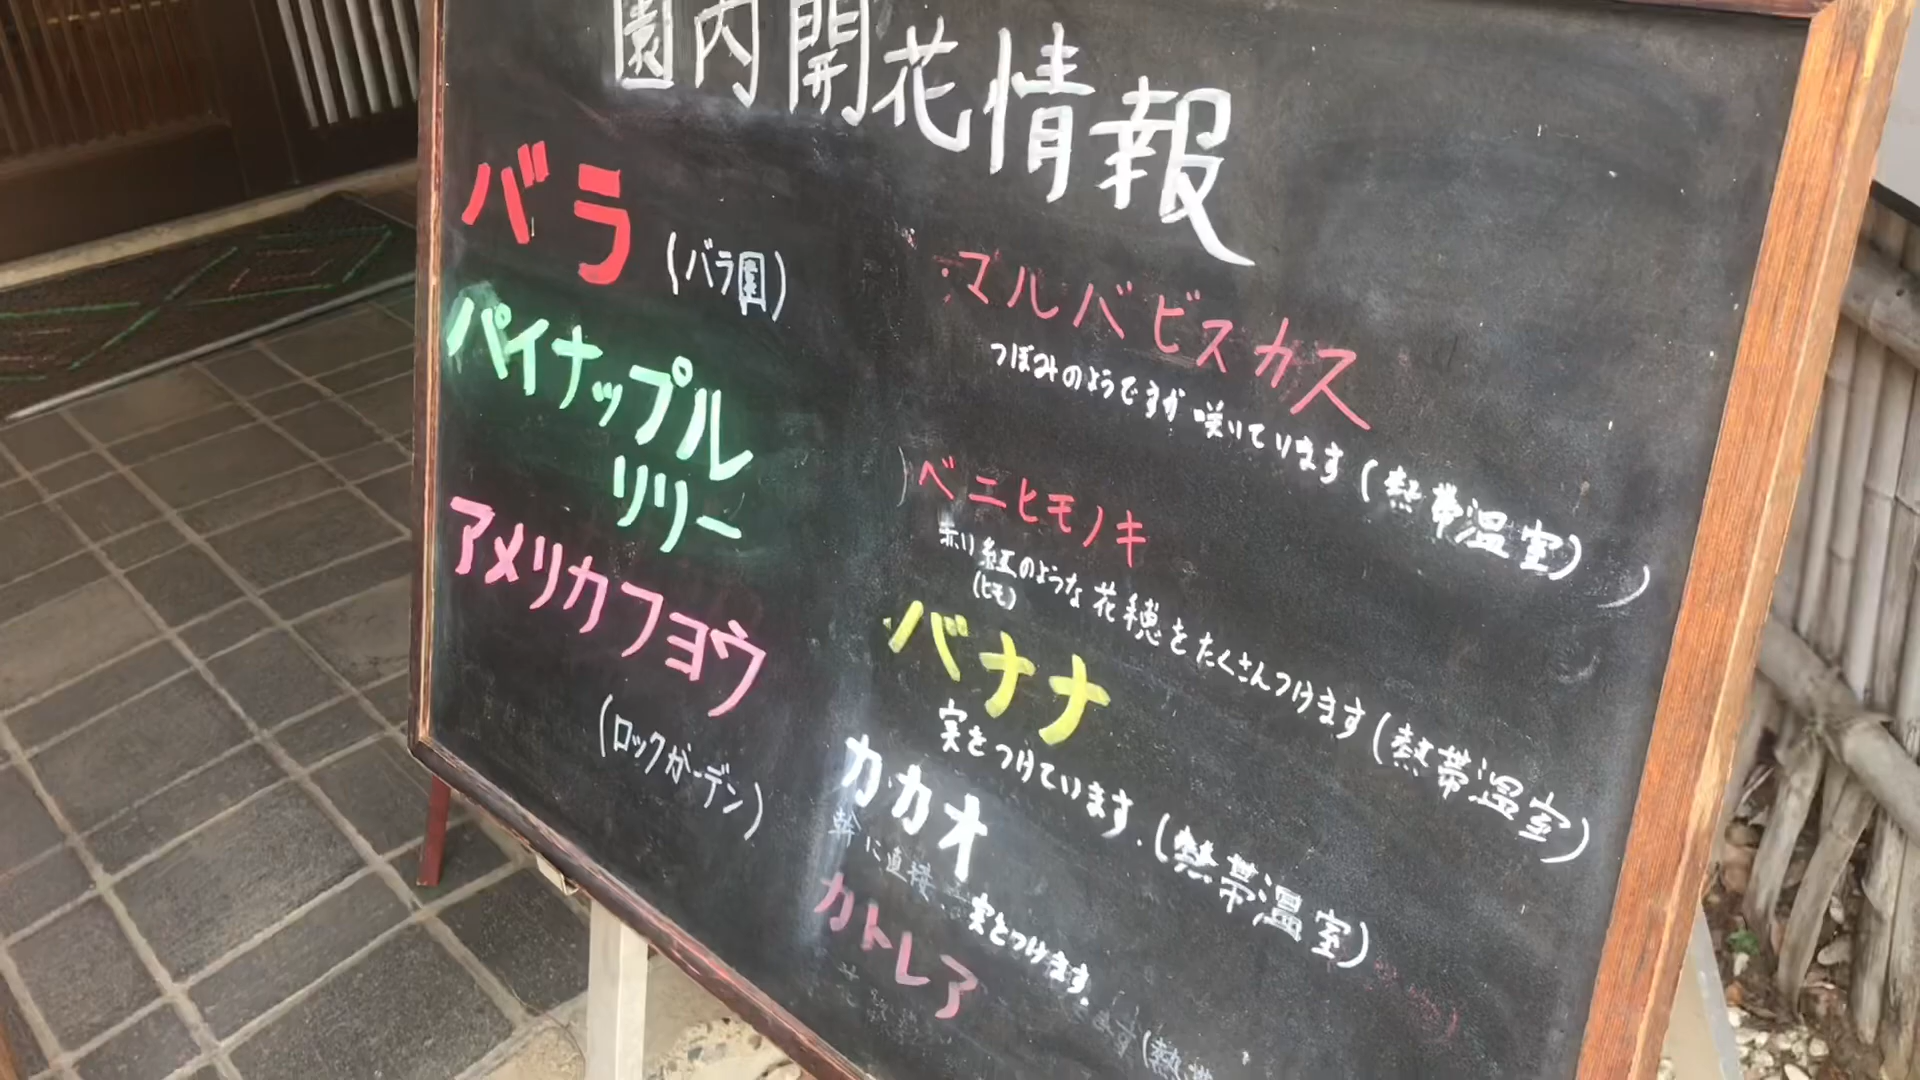 園内開花情報
バラ
(バラ園)
パイナップル
リリー
アメリカフヨウ
(ロックガーデン)
・マルバビスカス
つぼみのようですが咲いています(熱帯温室)
ベニヒモノキ
赤い紅のような花穂をたくさんつけます(熱帯温室)
(ヒモ)
バナナ
実をつけています.(熱帯温室)
カカオ
幹に直接 実をつけます.
カトレア
ます(熱帯